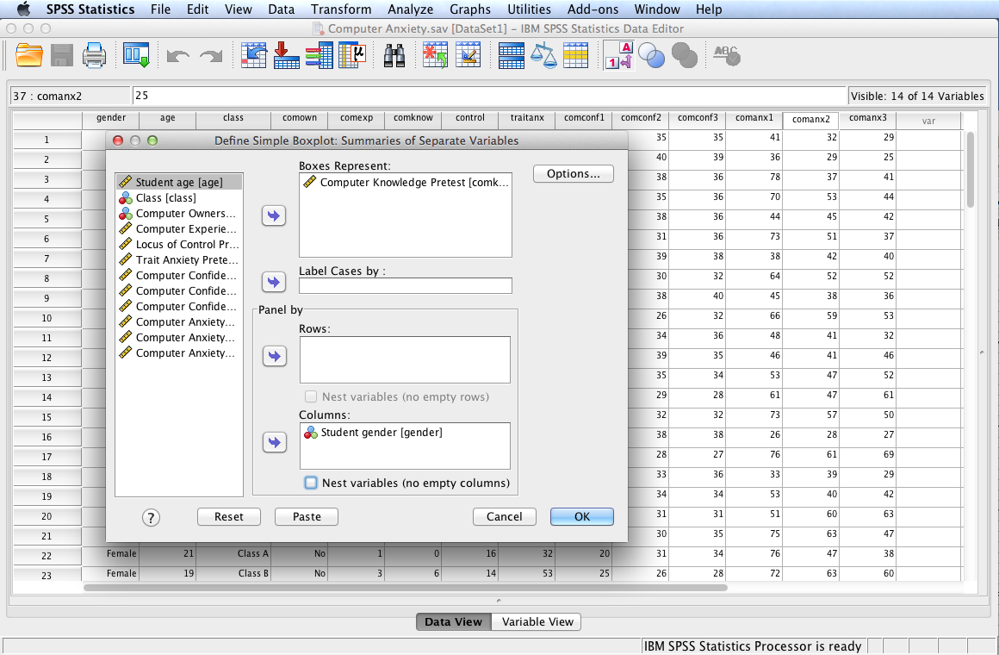 SPSS Statistics File Edit View Data Transform Analyze Graphs Utilities Add-ons Window Help
Computer Anxiety.sav [DataSet1] – IBM SPSS Statistics Data Editor
A
1
μ
ABC
37 : comanx2 25 Visible: 14 of 14 Variables
gender age class comown comexp comknow control traitanx comconf1 comconf2 comconf3 comanx1 comanx2 comanx3 var
Define Simple Boxplot: Summaries of Separate Variables
Student age [age]
Class [class]
Computer Owners...
Computer Experie...
Locus of Control Pr...
Trait Anxiety Prete...
Computer Confide...
Computer Confide...
Computer Confide...
Computer Anxiety...
Computer Anxiety...
Computer Anxiety...
Boxes Represent:
Computer Knowledge Pretest [comk...
Options...
Label Cases by :
Panel by
Rows:
Nest variables (no empty rows)
Columns:
Student gender [gender]
Nest variables (no empty columns)
? Reset Paste Cancel OK
1 35 35 41 32 29
2 40 39 36 29 25
3 38 36 78 37 41
4 35 36 70 53 44
5 38 36 44 45 42
6 31 36 73 51 37
7 39 38 38 42 40
8 30 32 64 52 52
9 38 40 45 38 36
10 26 32 66 59 53
11 34 36 48 41 32
12 39 35 46 41 46
13 35 34 53 47 52
14 29 28 61 47 61
15 32 32 73 57 50
16 38 38 26 28 27
17 28 27 76 61 69
18 33 36 33 39 29
19 34 34 53 40 42
20 31 31 51 60 63
21 30 35 75 63 47
22 Female 21 Class A No 1 0 16 32 20 31 34 76 47 38
23 Female 19 Class B No 3 6 14 53 25 26 28 72 63 60
Data View Variable View
IBM SPSS Statistics Processor is ready